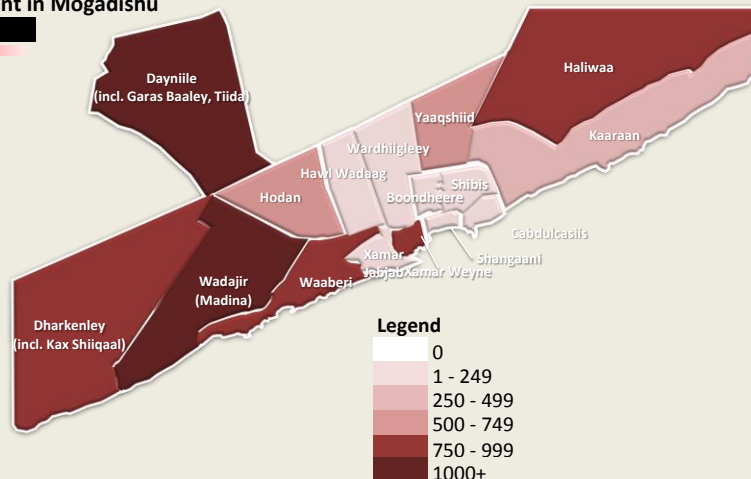 nt in Mogadishu
Dayniile
(incl. Garas Baaley, Tiida)
Haliwaa
Yaaqshiid
Kaaraan
Wardhiigleey
Hawl Wadaag
Shibis
Hodan
Boondheere
Cabdulcasiis
Shangaani
Xamar
Jabjab
Xamar Weyne
Wadajir
(Madina)
Waaberi
Dharkenley
(incl. Kax Shiiqaal)
Legend
0
1 - 249
250 - 499
500 - 749
750 - 999
1000+